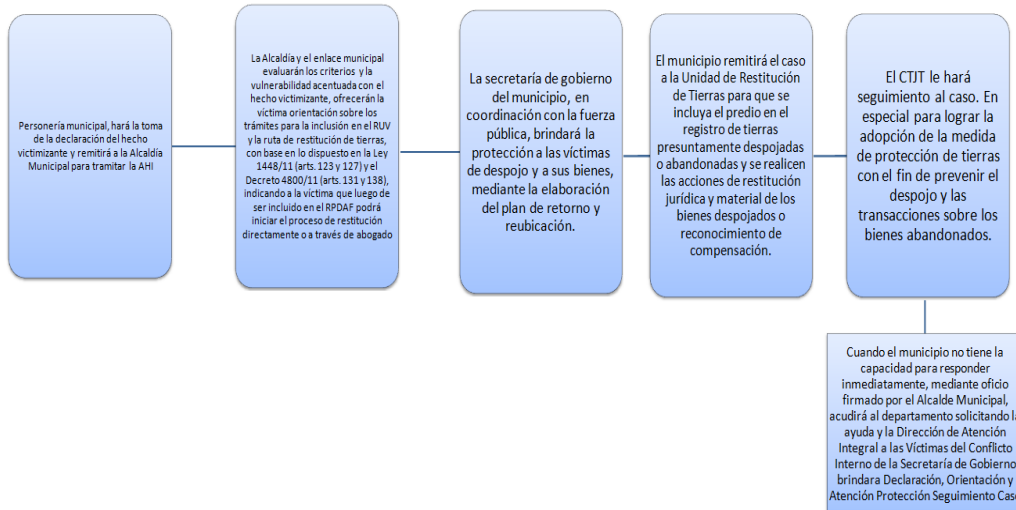 Personería municipal, hará la toma
de la declaración del hecho
victimizante y remitirá a la Alcaldía
Municipal para tramitar la AHI
La Alcaldía y el enlace municipal
evaluarán los criterios y la
vulnerabilidad acentuada con el
hecho victimizante, ofrecerán la
víctima orientación sobre los
trámites para la inclusión en el RUV
y la ruta de restitución de tierras,
con base en lo dispuesto en la Ley
1448/11 (arts. 123 y 127) y el
Decreto 4800/11 (arts. 131 y 138),
indicando a la víctima que luego de
ser incluido en el RPDAF podrá
iniciar el proceso de restitución
directamente o a través de abogado
La secretaría de gobierno
del municipio, en
coordinación con la fuerza
pública, brindará la
protección a las víctimas
de despojo y a sus bienes,
mediante la elaboración
del plan de retorno y
reubicación.
El municipio remitirá el caso
a la Unidad de Restitución
de Tierras para que se
incluya el predio en el
registro de tierras
presuntamente despojadas
o abandonadas y se realicen
las acciones de restitución
jurídica y material de los
bienes despojados o
reconocimiento de
compensación.
El CTJT le hará
seguimiento al caso. En
especial para lograr la
adopción de la medida
de protección de tierras
con el fin de prevenir el
despojo y las
transacciones sobre los
bienes abandonados.
Cuando el municipio no tiene la
capacidad para responder
inmediatamente, mediante oficio
firmado por el Alcalde Municipal,
acudirá al departamento solicitando la
ayuda y la Dirección de Atención
Integral a las Víctimas del Conflicto
Interno de la Secretaría de Gobierno
brindara Declaración, Orientación y
Atención Protección Seguimiento Caso